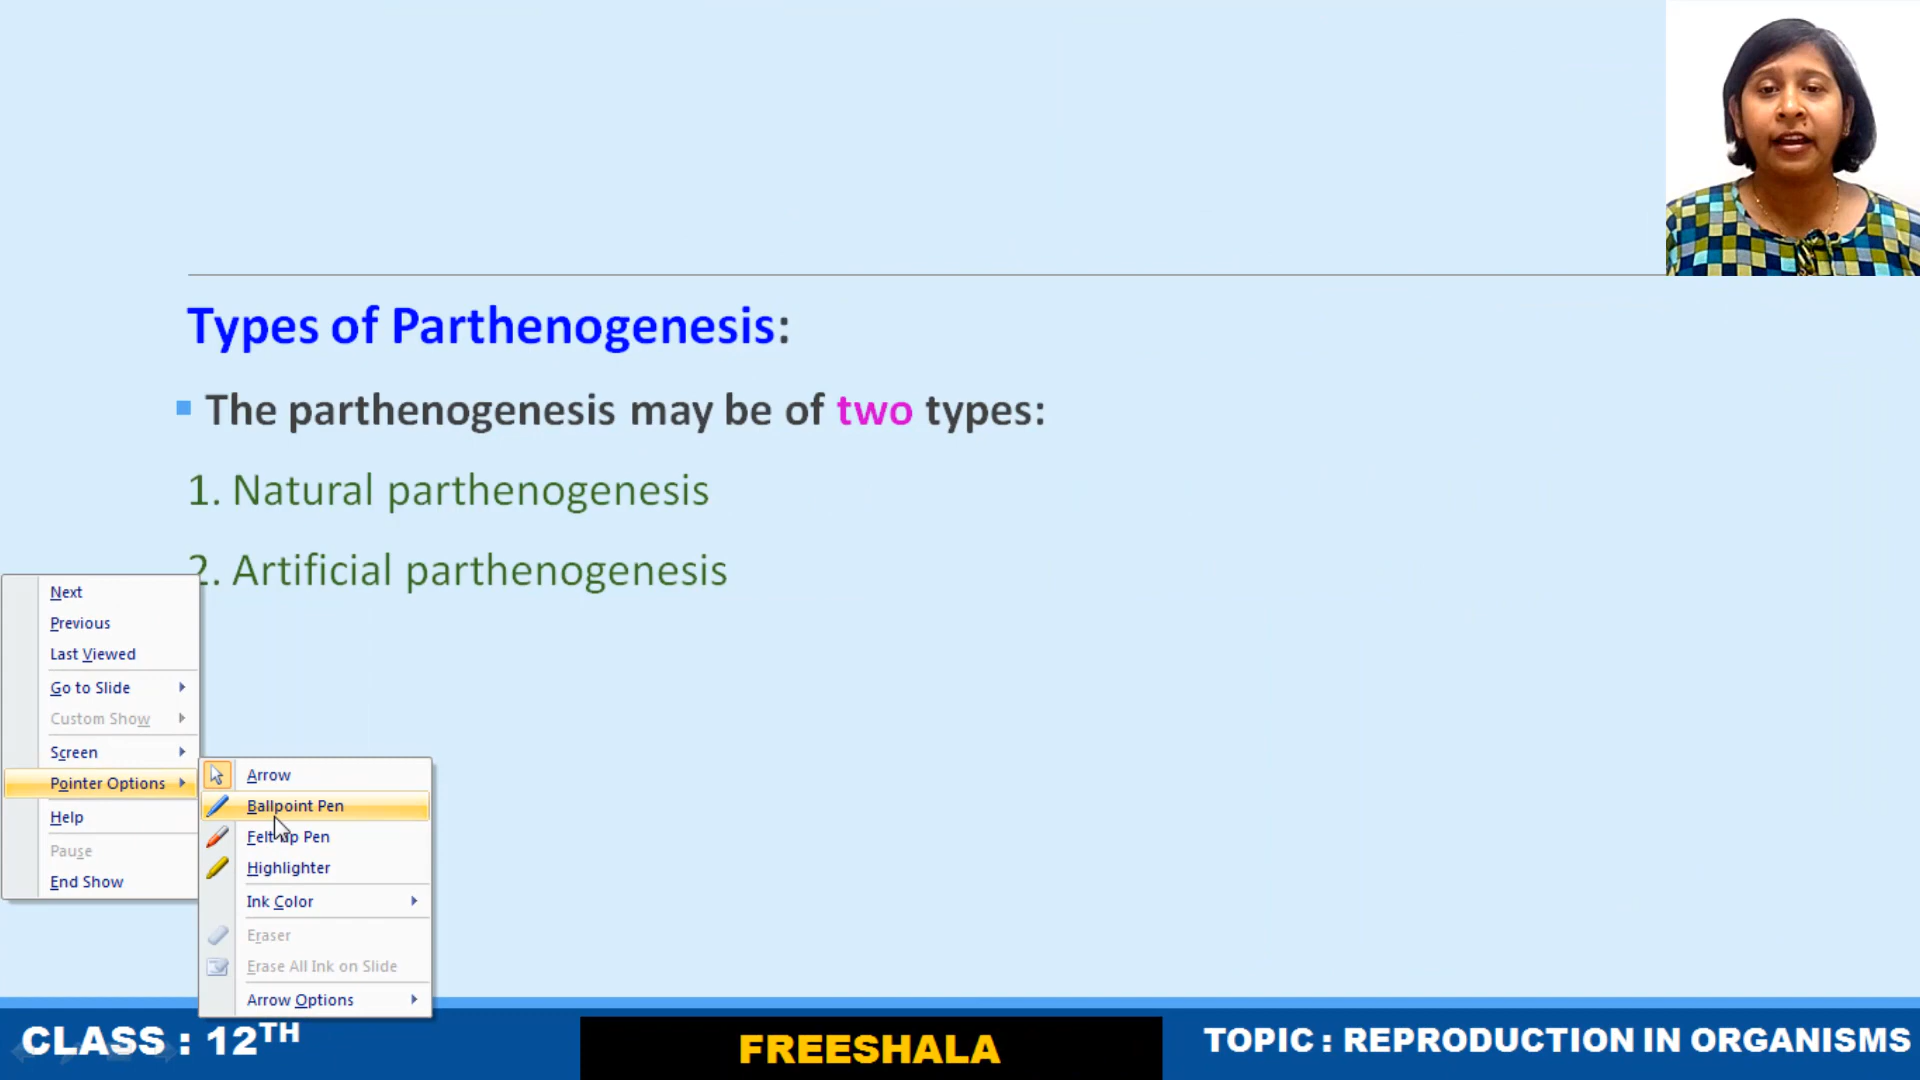 Types of Parthenogenesis:
The parthenogenesis may be of two types:
1. Natural parthenogenesis
2. Artificial parthenogenesis
Next
Previous
Last Viewed
Go to Slide
Custom Show
Screen
Pointer Options
Help
Pause
End Show
Arrow
Ballpoint Pen
Felt Tip Pen
Highlighter
Ink Color
Eraser
Erase All Ink on Slide
Arrow Options
CLASS : 12TH
FREESHALA
TOPIC : REPRODUCTION IN ORGANISMS